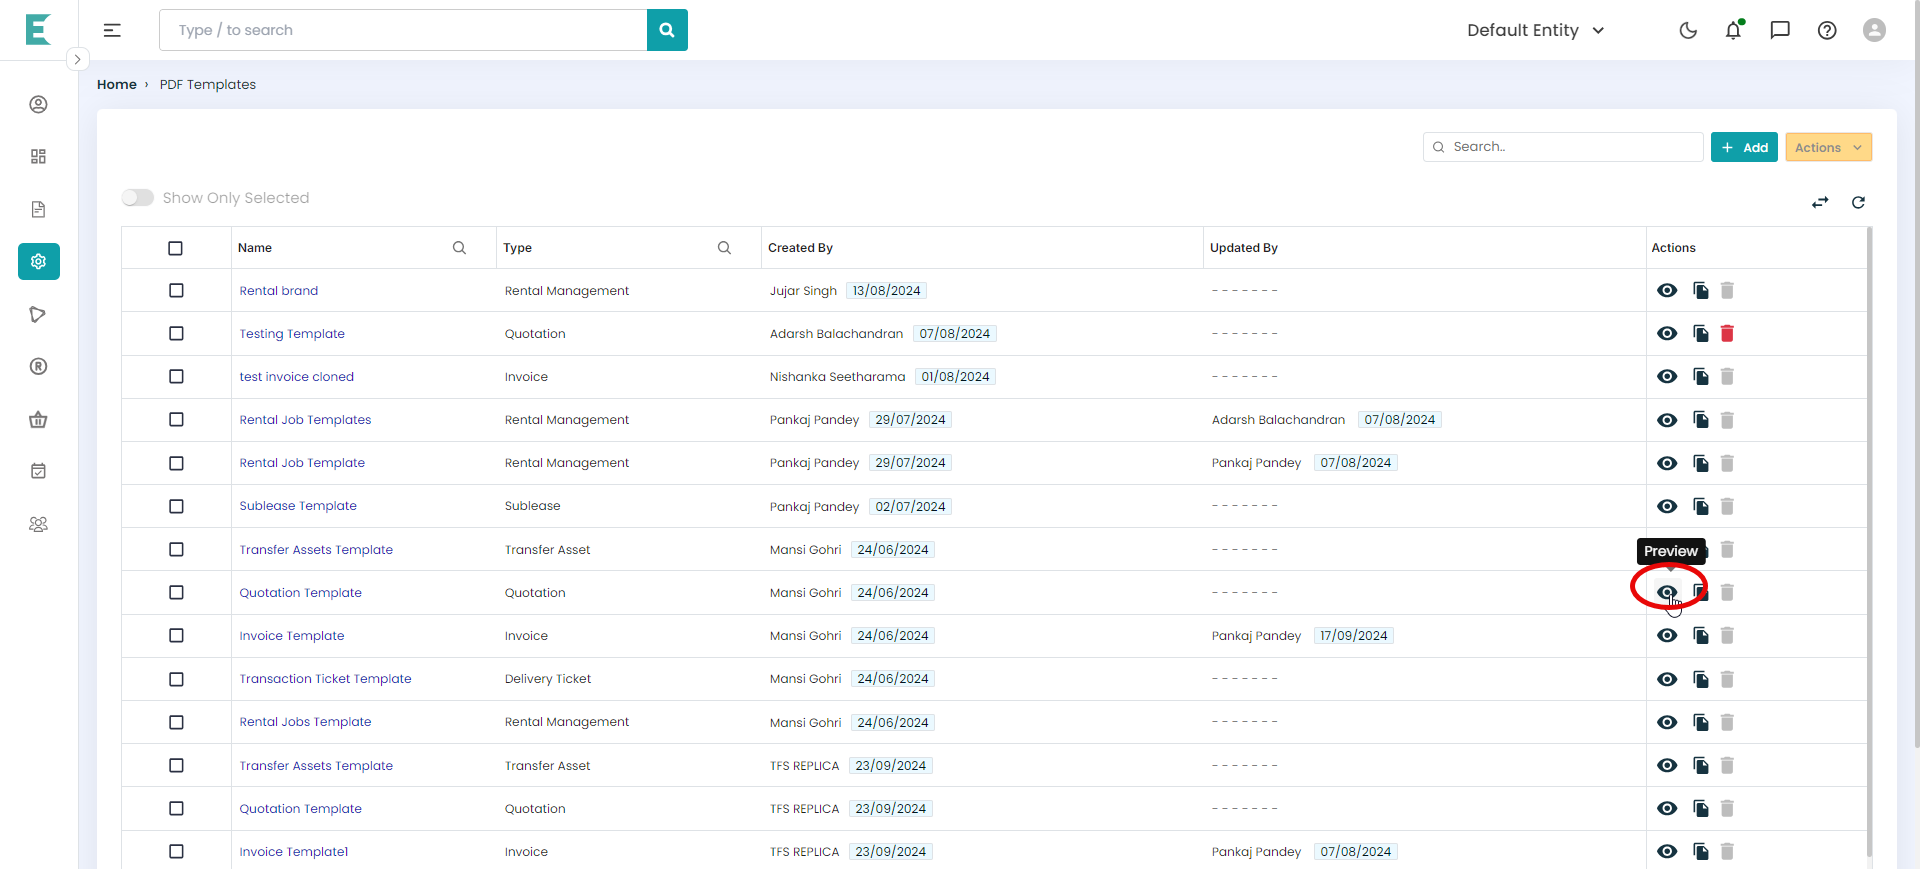 Type / to search
Default Entity
Home › PDF Templates
Search..
+ Add
Actions
Show Only Selected
Name Type Created By Updated By Actions
Rental brand Rental Management Jujar Singh 13/08/2024 - - - - - - -
Testing Template Quotation Adarsh Balachandran 07/08/2024 - - - - - - -
test invoice cloned Invoice Nishanka Seetharama 01/08/2024 - - - - - - -
Rental Job Templates Rental Management Pankaj Pandey 29/07/2024 Adarsh Balachandran 07/08/2024
Rental Job Template Rental Management Pankaj Pandey 29/07/2024 Pankaj Pandey 07/08/2024
Sublease Template Sublease Pankaj Pandey 02/07/2024 - - - - - - -
Transfer Assets Template Transfer Asset Mansi Gohri 24/06/2024 - - - - - - -
Preview
Quotation Template Quotation Mansi Gohri 24/06/2024 - - - - - - -
Invoice Template Invoice Mansi Gohri 24/06/2024 Pankaj Pandey 17/09/2024
Transaction Ticket Template Delivery Ticket Mansi Gohri 24/06/2024 - - - - - - -
Rental Jobs Template Rental Management Mansi Gohri 24/06/2024 - - - - - - -
Transfer Assets Template Transfer Asset TFS REPLICA 23/09/2024 - - - - - - -
Quotation Template Quotation TFS REPLICA 23/09/2024 - - - - - - -
Invoice Template1 Invoice TFS REPLICA 23/09/2024 Pankaj Pandey 07/08/2024